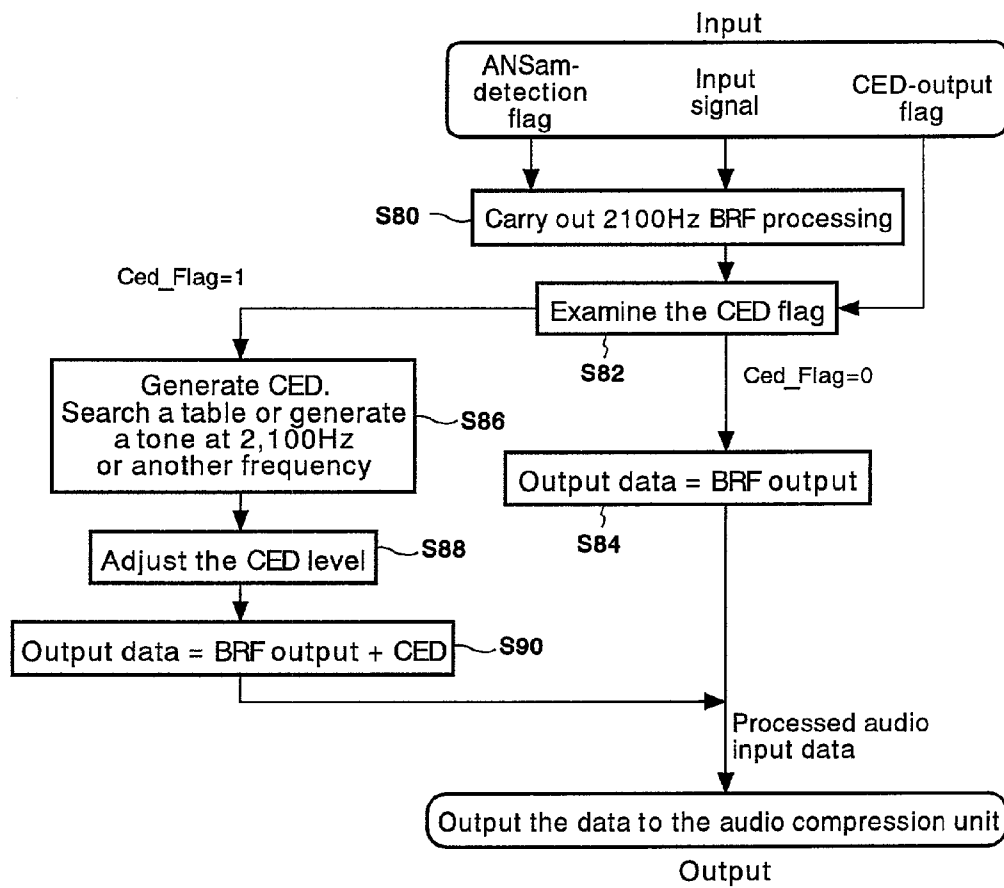 Input
ANSam-
detection
flag
Input
signal
CED-output
flag
S80
Carry out 2100Hz BRF processing
Ced_Flag=1
Examine the CED flag
S82
Ced_Flag=0
Generate CED.
Search a table or generate
a tone at 2,100Hz
or another frequency
S86
Output data = BRF output
S84
Adjust the CED level
S88
Output data = BRF output + CED
S90
Processed audio
input data
Output the data to the audio compression unit
Output